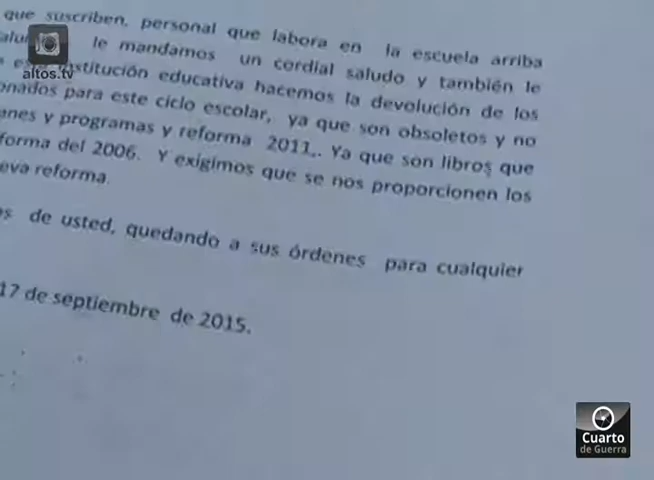 que suscriben, personal que labora en la escuela arriba
le mandamos un cordial saludo y también le
institución educativa hacemos la devolución de los
para este ciclo escolar, ya que son obsoletos y no
y programas y reforma 2011,. Ya que son libros que
forma del 2006. Y exigimos que se nos proporcionen los
eva reforma.
de usted, quedando a sus órdenes para cualquier
17 de septiembre de 2015.
altos.tv
Cuarto
de Guerra